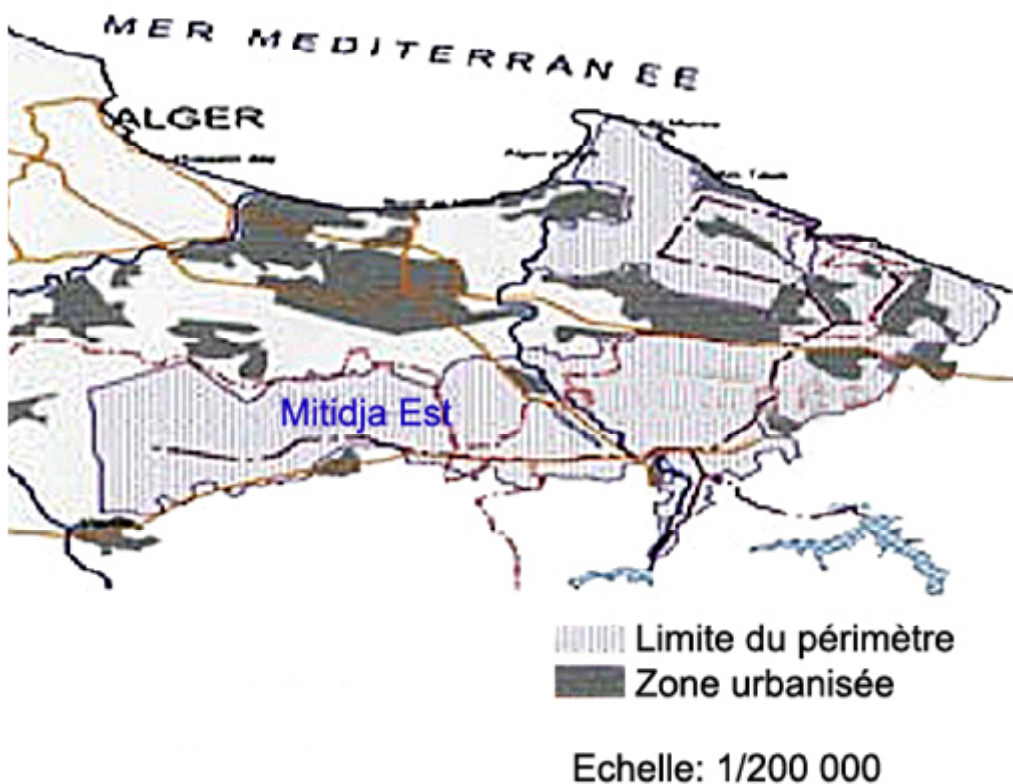 MER MEDITERRANEE
ALGER
Mitidja Est
Limite du périmètre
Zone urbanisée
Echelle: 1/200 000